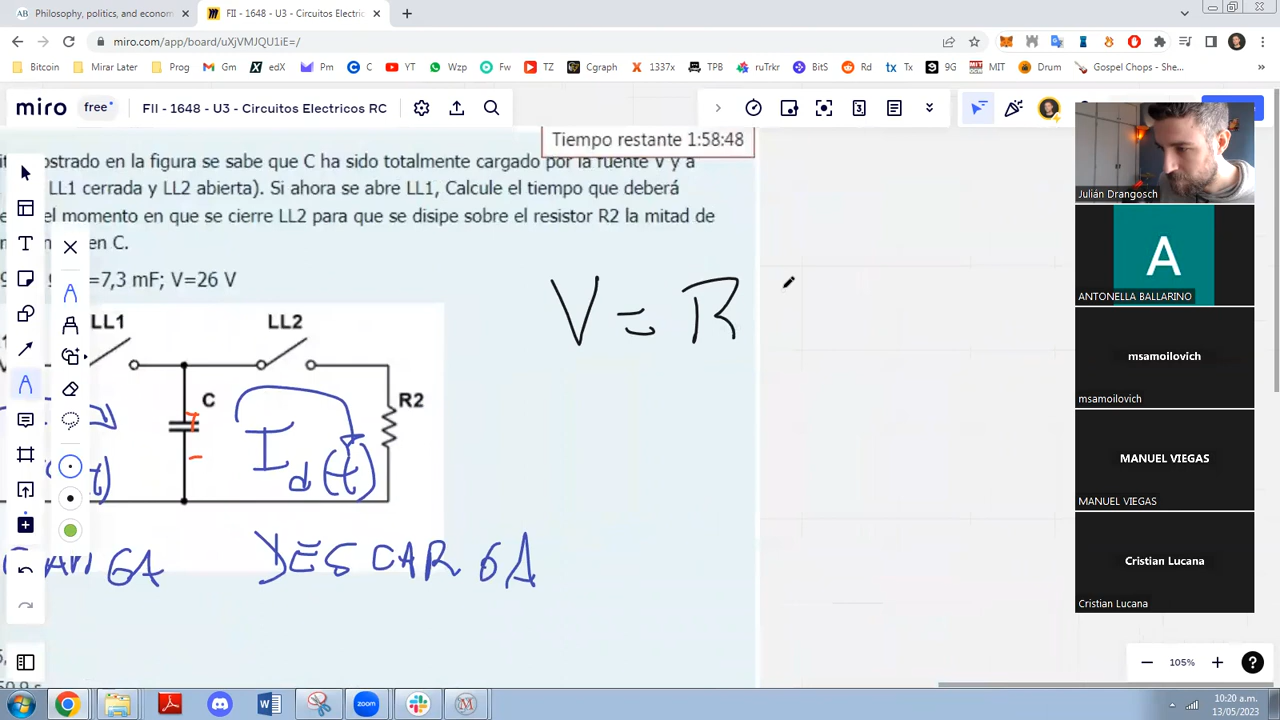 Philosophy, politics, and econom
FII - 1648 - U3 - Circuitos Electric
miro.com/app/board/uXjVMJQU1iE=/
Bitcoin Mirar Later Prog Gm edX Pm C YT Wzp Fw TZ Cgraph 1337x TPB ruTrkr BitS Rd Tx 9G MIT Drum Gospel Chops - She...
miro free FII - 1648 - U3 - Circuitos Electricos RC
Tiempo restante 1:58:48
ostrado en la figura se sabe que C ha sido totalmente cargado por la fuente V y a
LL1 cerrada y LL2 abierta). Si ahora se abre LL1, Calcule el tiempo que deberá
el momento en que se cierre LL2 para que se disipe sobre el resistor R2 la mitad de
en C.
=7,3 mF; V=26 V
V = R
LL1 LL2
C R2
I d (t)
DESCARGA
Julián Drangosch
A
ANTONELLA BALLARINO
msamoilovich
msamoilovich
MANUEL VIEGAS
MANUEL VIEGAS
Cristian Lucana
Cristian Lucana
105%
10:20 a.m.
13/05/2023